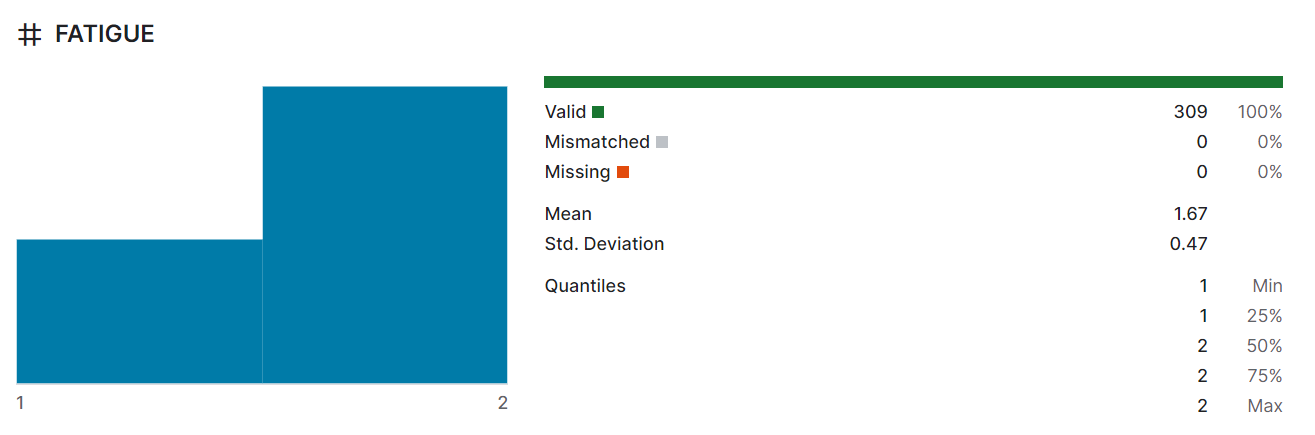 # FATIGUE
Valid 309 100%
Mismatched 0 0%
Missing 0 0%
Mean 1.67
Std. Deviation 0.47
Quantiles 1 Min
1 25%
2 50%
2 75%
2 Max
1 2